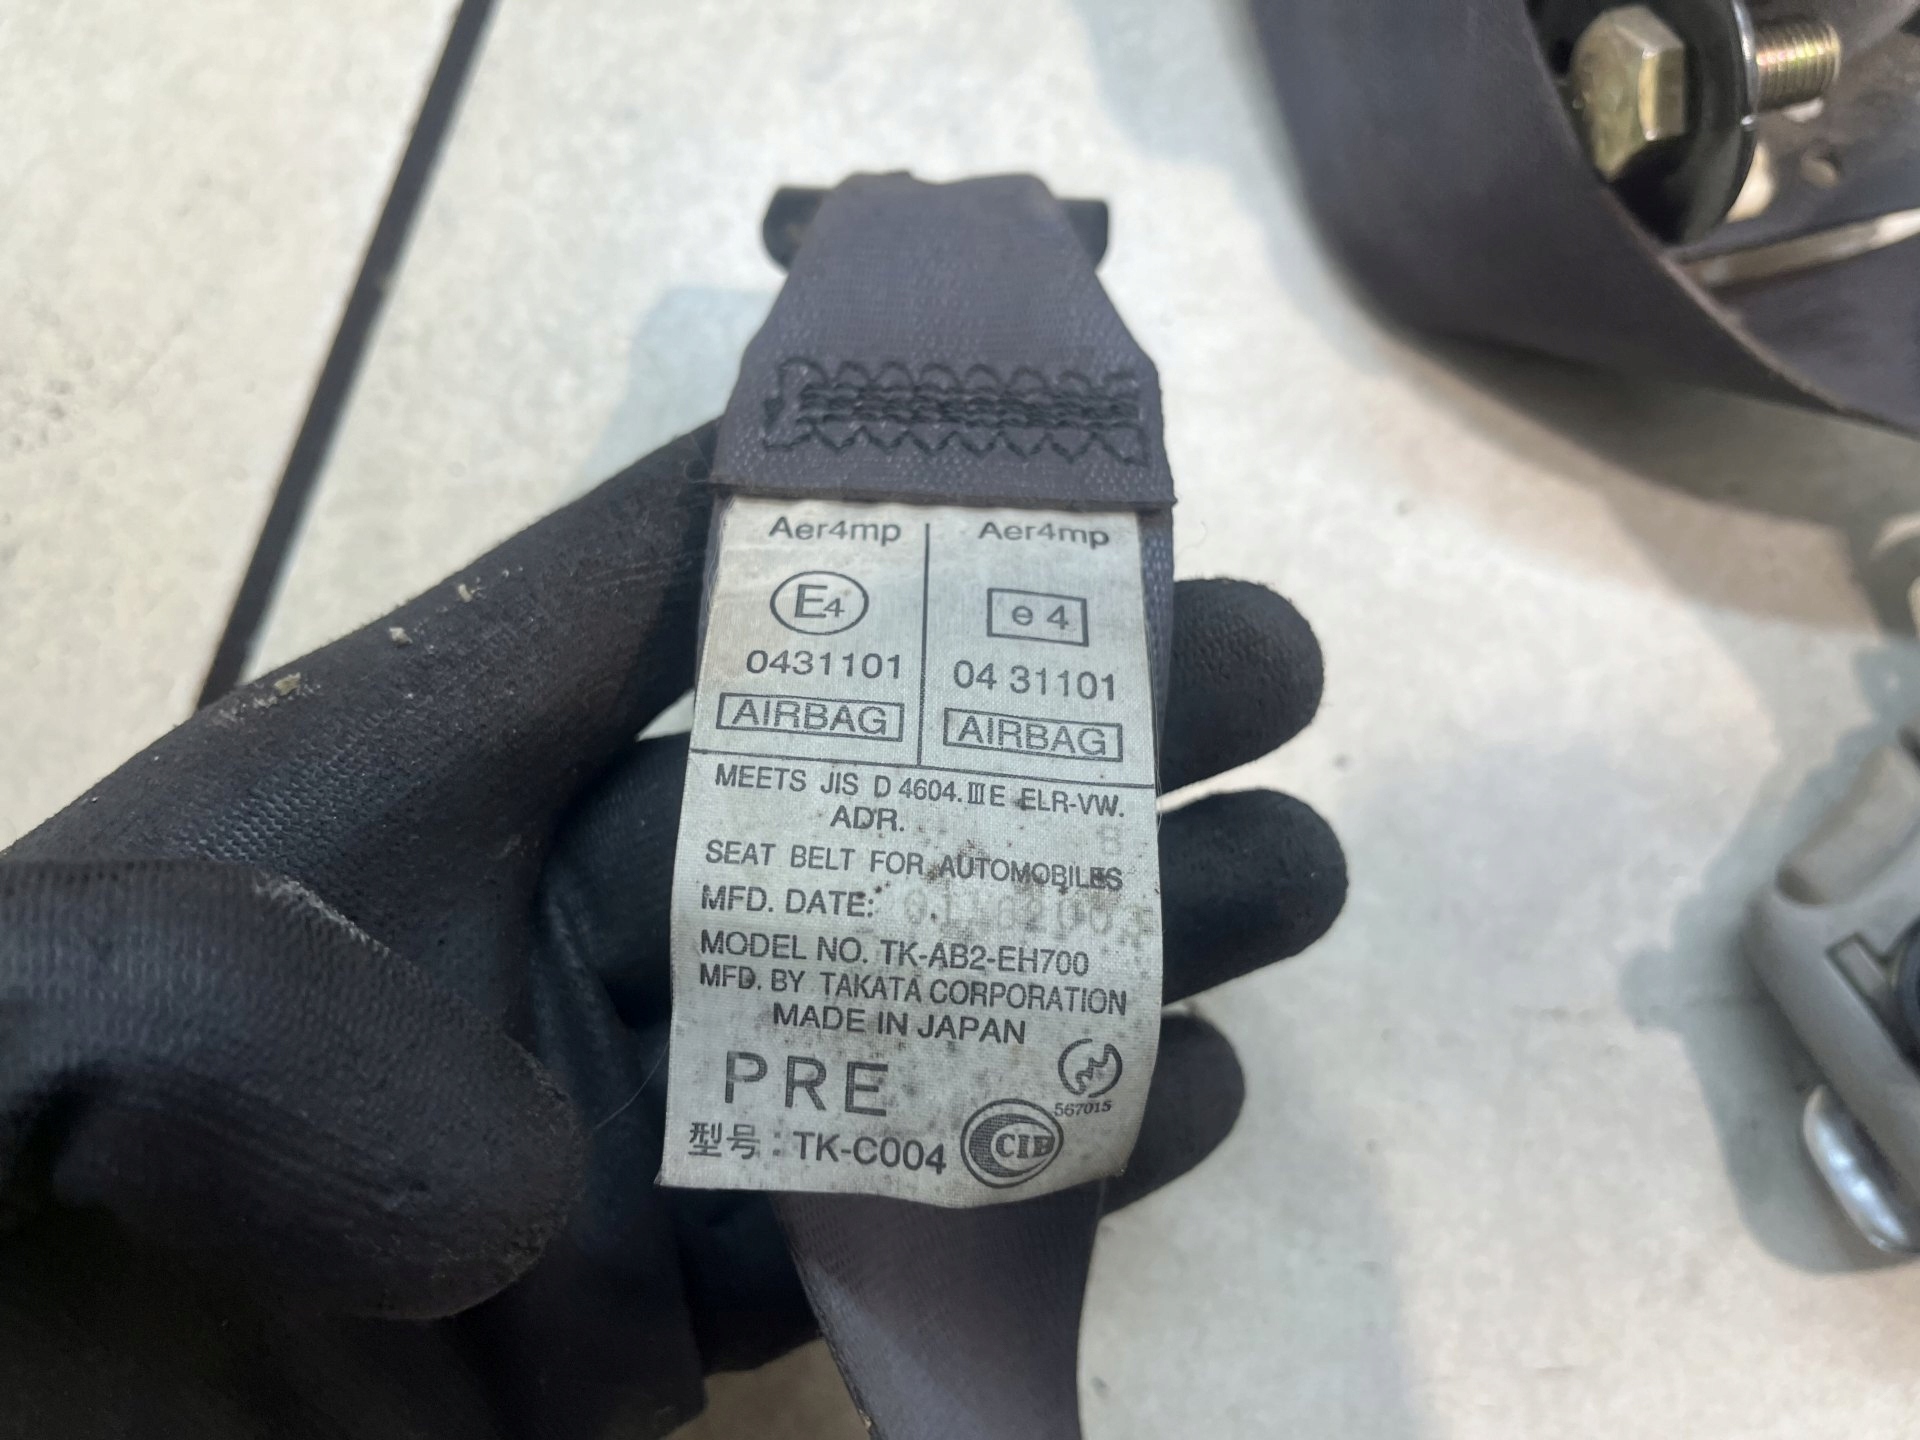 Aer4mp
E4
0431101
AIRBAG
Aer4mp
e 4
04 31101
AIRBAG
MEETS JIS D 4604.ⅢE ELR-VW.
ADR.
SEAT BELT FOR AUTOMOBILES
MFD. DATE:
MODEL NO. TK-AB2-EH700
MFD. BY TAKATA CORPORATION
MADE IN JAPAN
PRE
567015
型号: TK-C004
CIB